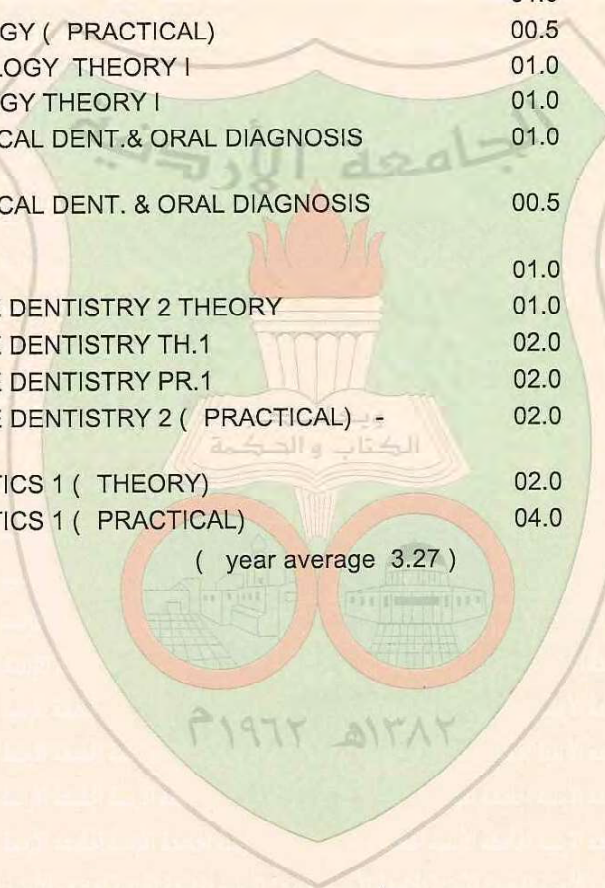 GY ( PRACTICAL) 00.5
LOGY THEORY I 01.0
GY THEORY I 01.0
CAL DENT.& ORAL DIAGNOSIS 01.0
الجامعة الأردنية
CAL DENT. & ORAL DIAGNOSIS 00.5
01.0
E DENTISTRY 2 THEORY 01.0
E DENTISTRY TH.1 02.0
E DENTISTRY PR.1 02.0
E DENTISTRY 2 ( PRACTICAL) - 02.0
الكتاب والحكمة
TICS 1 ( THEORY) 02.0
TICS 1 ( PRACTICAL) 04.0
( year average 3.27 )
١٣٨٢هـ ١٩٦٢م